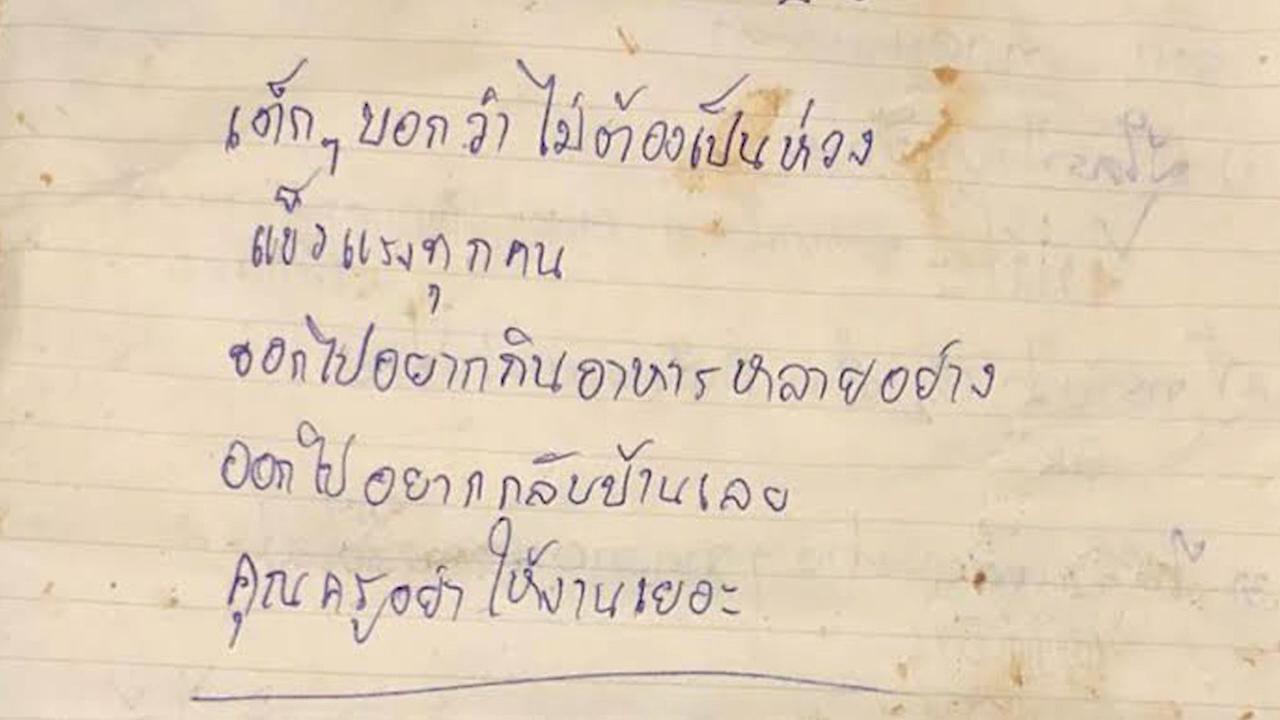 เด็กๆ บอกว่า ไม่ต้องเป็นห่วง
แข็งแรงทุกคน
ออกไปอยากกินอาหารหลายอย่าง
ออกไปอยากกลับบ้านเลย
คุณครูอย่าให้งานเยอะ